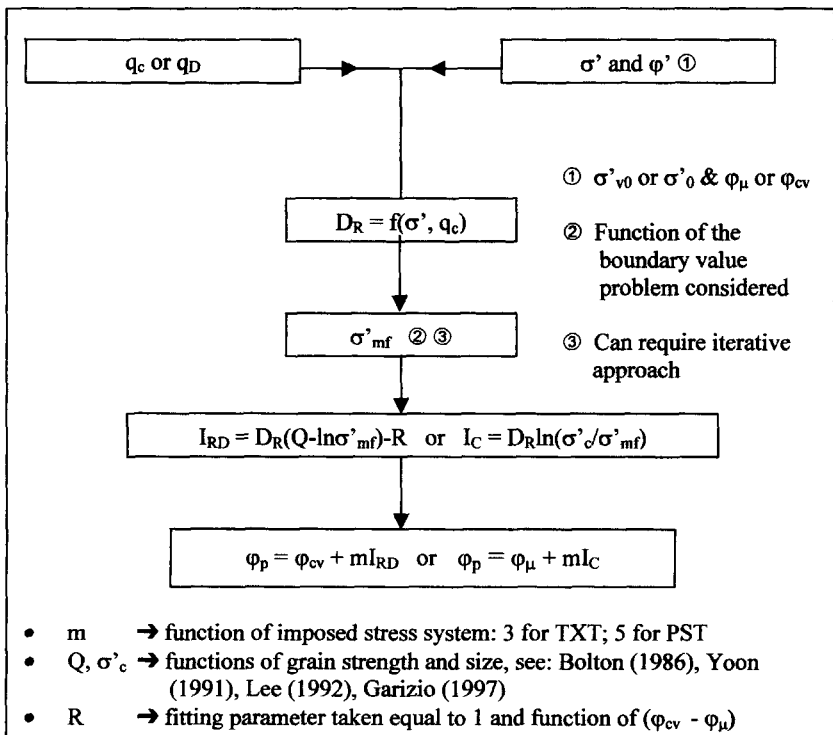 q_c or q_D
σ' and φ' ①
① σ'_v0 or σ'_0 & φ_μ or φ_cv
D_R = f(σ', q_c)
② Function of the
boundary value
problem considered
σ'_mf ② ③
③ Can require iterative
approach
I_RD = D_R(Q-lnσ'_mf)-R or I_C = D_Rln(σ'_c/σ'_mf)
φ_p = φ_cv + mI_RD or φ_p = φ_μ + mI_C
• m → function of imposed stress system: 3 for TXT; 5 for PST
• Q, σ'_c → functions of grain strength and size, see: Bolton (1986), Yoon
(1991), Lee (1992), Garizio (1997)
• R → fitting parameter taken equal to 1 and function of (φ_cv - φ_μ)